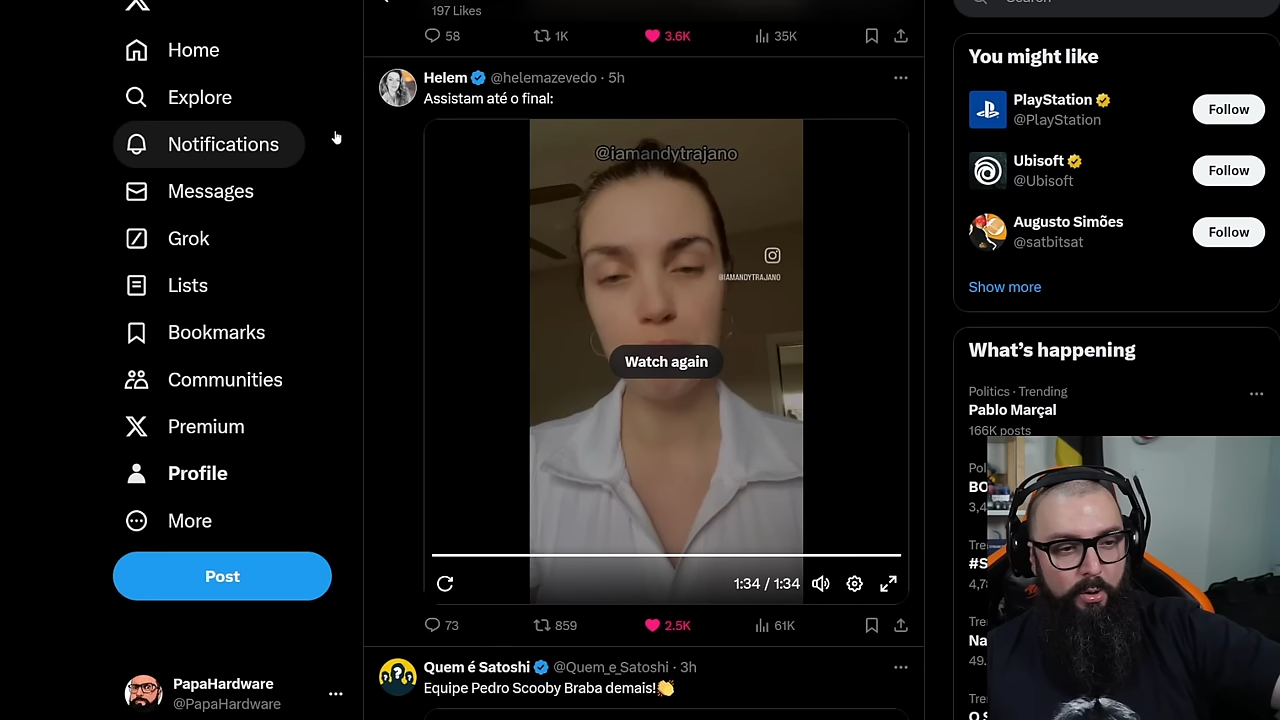 Home
Explore
Notifications
Messages
Grok
Lists
Bookmarks
Communities
Premium
Profile
More
Post
PapaHardware
@PapaHardware
197 Likes
58 1K 3.6K 35K
Helem @helemazevedo · 5h
Assistam até o final:
@iamandytrajano
@IAMANDYTRAJANO
Watch again
1:34 / 1:34
73 859 2.5K 61K
Quem é Satoshi @Quem_e_Satoshi · 3h
Equipe Pedro Scooby Braba demais!👏
Search
You might like
PlayStation
@PlayStation
Follow
Ubisoft
@Ubisoft
Follow
Augusto Simões
@satbitsat
Follow
Show more
What's happening
Politics · Trending
Pablo Marçal
166K posts